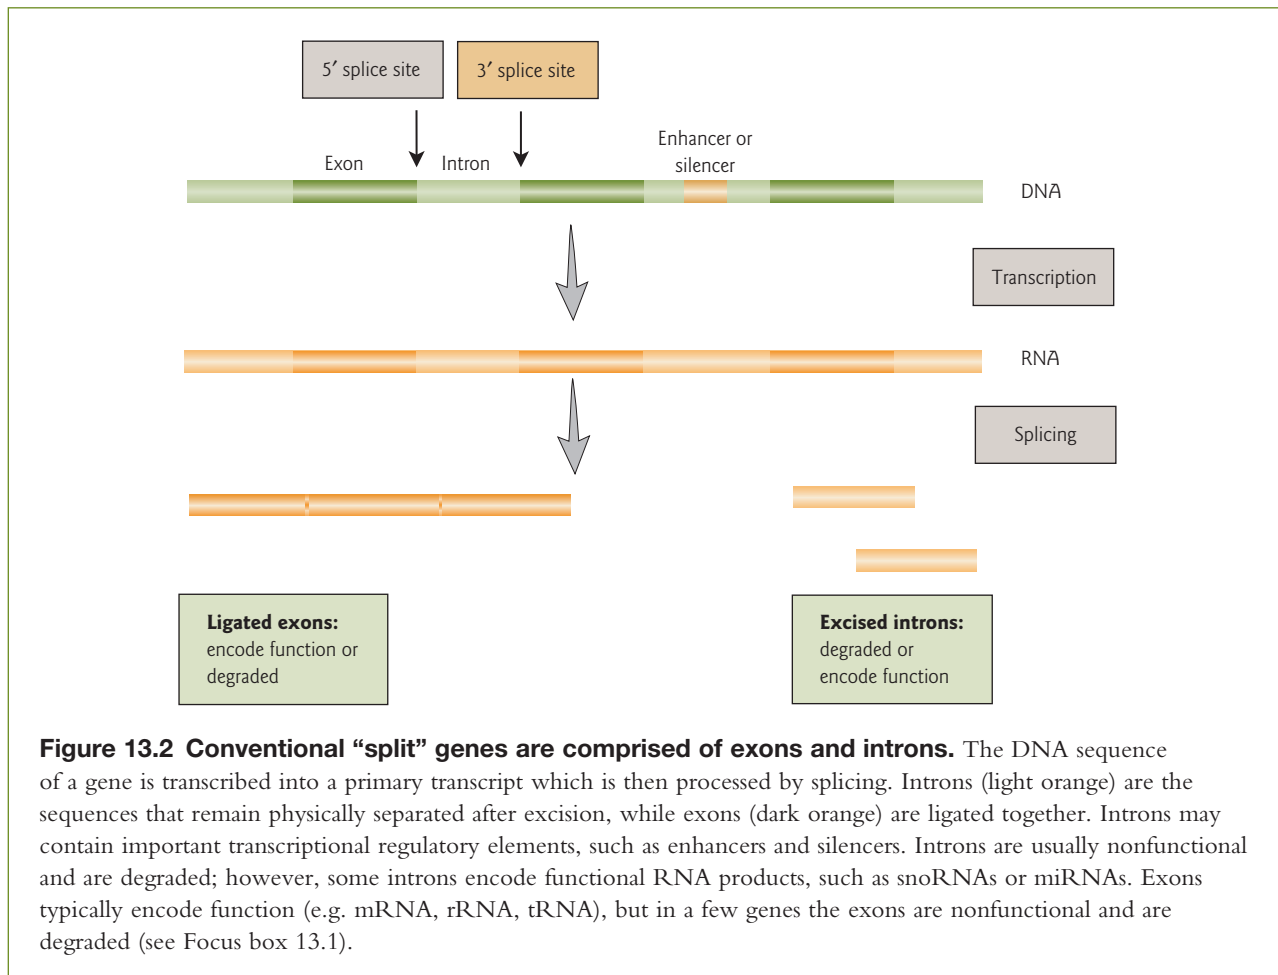 5′ splice site
3′ splice site
Exon
Intron
Enhancer or
silencer
DNA
Transcription
RNA
Splicing
Ligated exons:
encode function or
degraded
Excised introns:
degraded or
encode function
Figure 13.2 Conventional “split” genes are comprised of exons and introns. The DNA sequence
of a gene is transcribed into a primary transcript which is then processed by splicing. Introns (light orange) are the
sequences that remain physically separated after excision, while exons (dark orange) are ligated together. Introns may
contain important transcriptional regulatory elements, such as enhancers and silencers. Introns are usually nonfunctional
and are degraded; however, some introns encode functional RNA products, such as snoRNAs or miRNAs. Exons
typically encode function (e.g. mRNA, rRNA, tRNA), but in a few genes the exons are nonfunctional and are
degraded (see Focus box 13.1).